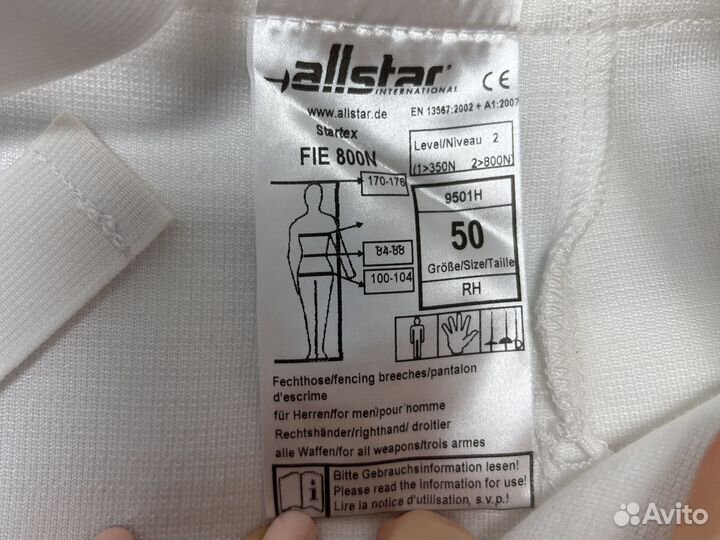 allstar
INTERNATIONAL
CE
www.allstar.de
EN 13567:2002 + A1:2007
Startex
FIE 800N
Level/Niveau 2
(1>350N 2>800N)
170-176
84-88
100-104
9501H
50
Größe/Size/Taille
RH
Fechthose/fencing breeches/pantalon
d'escrime
für Herren/for men/pour homme
Rechtshänder/righthand/ droitier
alle Waffen/for all weapons/trois armes
Bitte Gebrauchsinformation lesen!
Please read the information for use!
Lire la notice d'utilisation, s.v.p.!
Avito